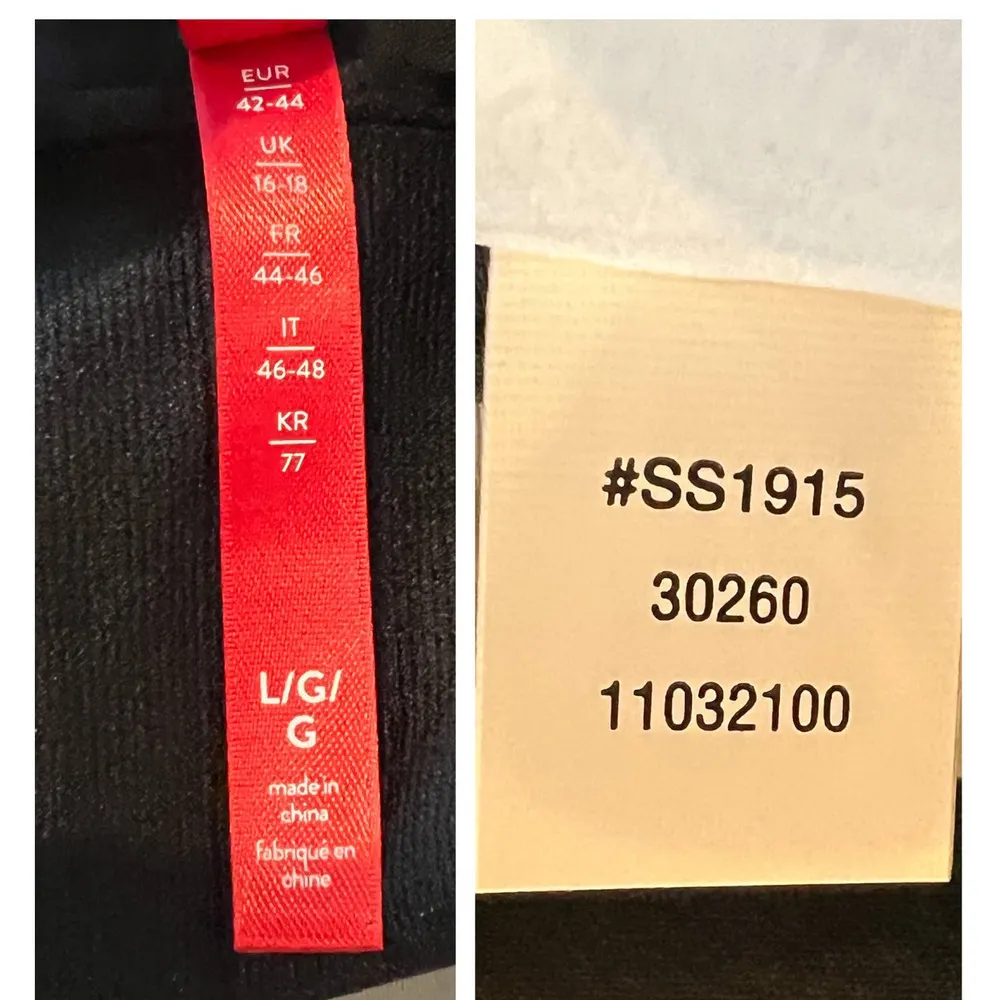 EUR
42-44
UK
16-18
FR
44-46
IT
46-48
KR
77
L/G/
G
made in
china
fabriqué en
chine
#SS1915
30260
11032100